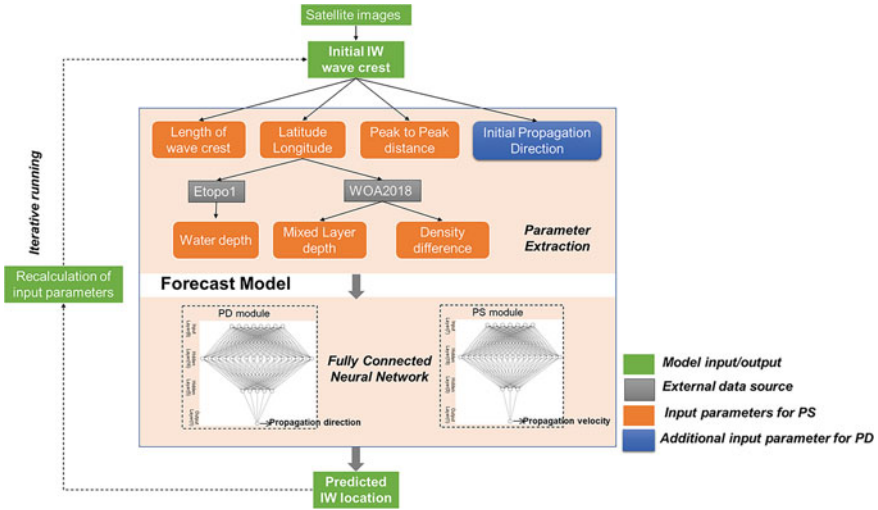 Satellite images
Initial IW
wave crest
Length of
wave crest
Latitude
Longitude
Peak to Peak
distance
Initial Propagation
Direction
Etopo1
WOA2018
Water depth
Mixed Layer
depth
Density
difference
Parameter
Extraction
Iterative running
Recalculation of
input parameters
Forecast Model
PD module
PS module
Fully Connected
Neural Network
Propagation direction
Propagation velocity
Predicted
IW location
Model input/output
External data source
Input parameters for PS
Additional input parameter for PD